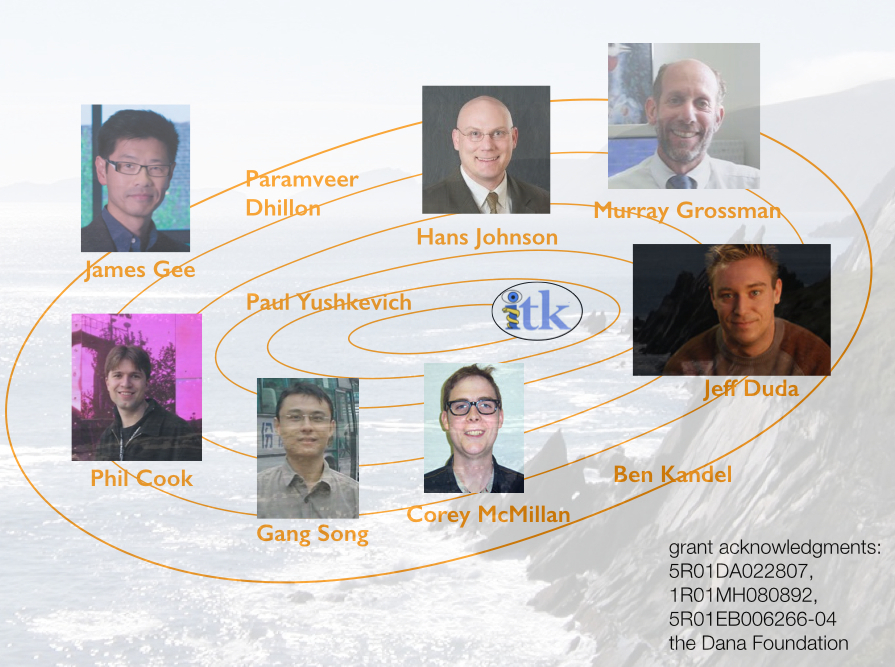 Paramveer
Dhillon
Murray Grossman
Hans Johnson
James Gee
Paul Yushkevich
itk
Jeff Duda
Phil Cook
Gang Song
Corey McMillan
Ben Kandel
grant acknowledgments:
5R01DA022807,
1R01MH080892,
5R01EB006266-04
the Dana Foundation